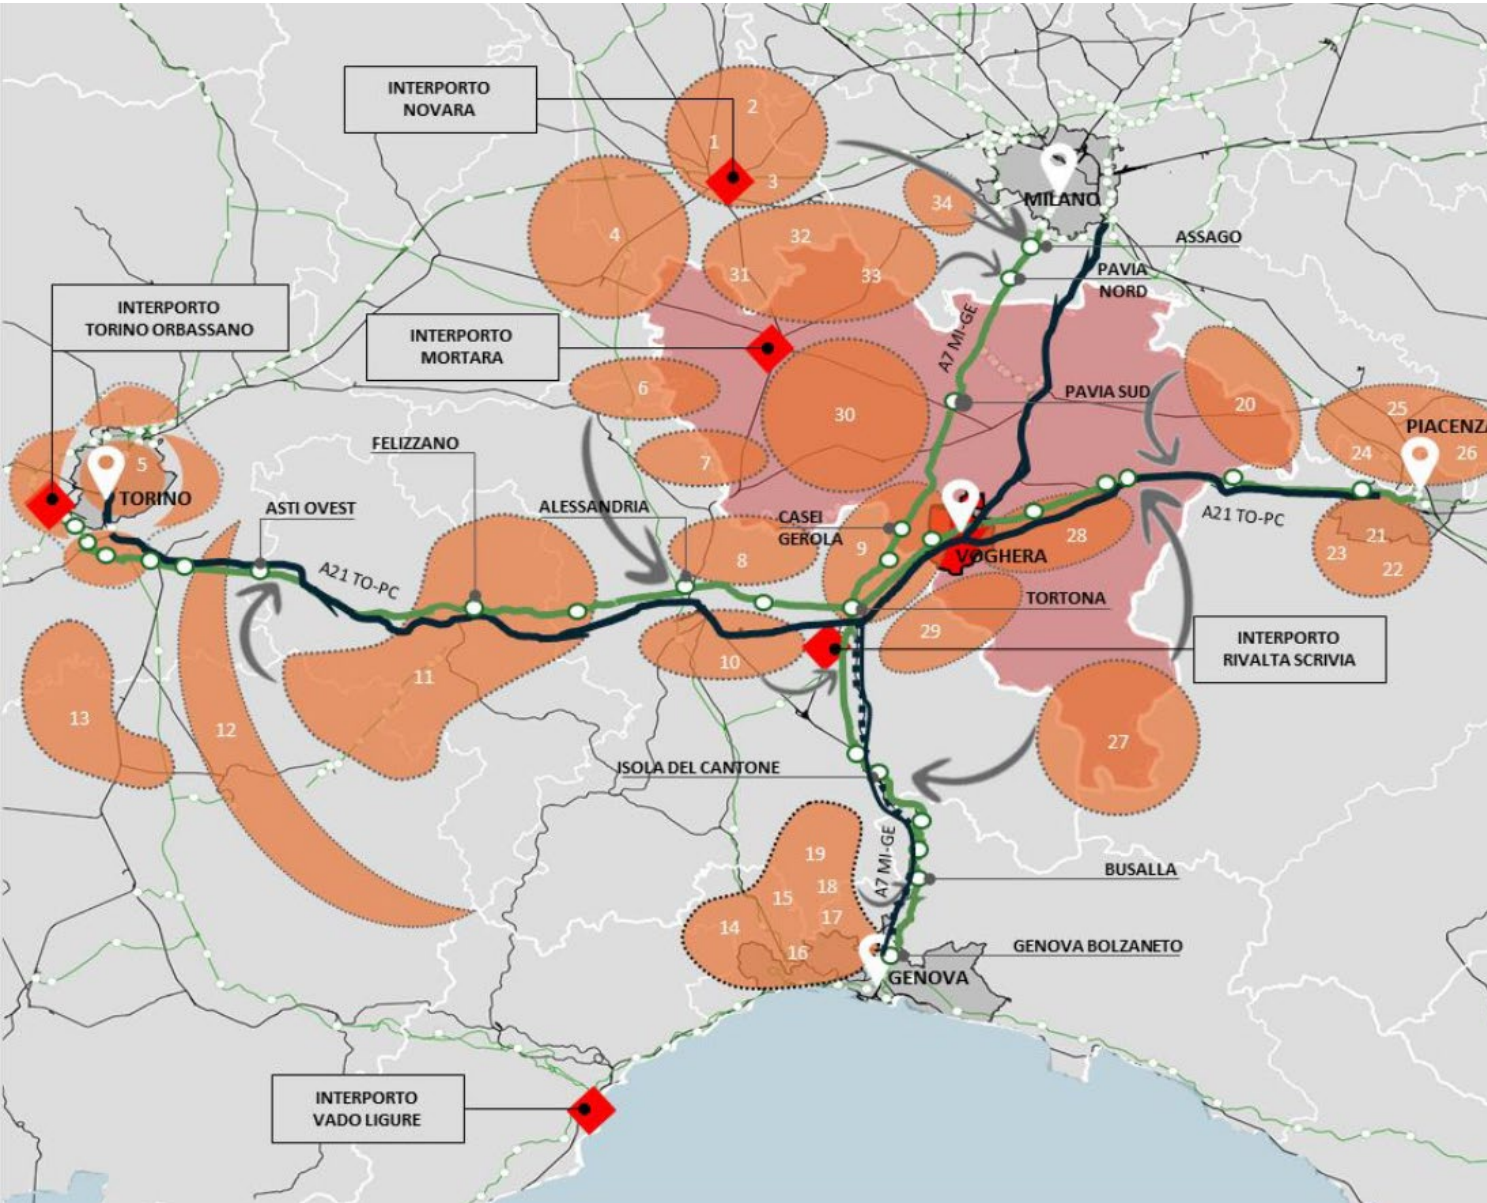 INTERPORTO
NOVARA
2
1
3
MILANO
34
4
32
ASSAGO
31
33
PAVIA
NORD
INTERPORTO
TORINO ORBASSANO
INTERPORTO
MORTARA
A7 MI-GE
6
PAVIA SUD
20
30
25
PIACENZA
24
26
FELIZZANO
7
5
TORINO
ASTI OVEST
ALESSANDRIA
CASEI
GEROLA
A21 TO-PC
28
21
9
VOGHERA
23
22
8
A21 TO-PC
TORTONA
29
INTERPORTO
RIVALTA SCRIVIA
10
11
13
12
27
ISOLA DEL CANTONE
19
A7 MI-GE
BUSALLA
18
15
17
14
16
GENOVA BOLZANETO
GENOVA
INTERPORTO
VADO LIGURE